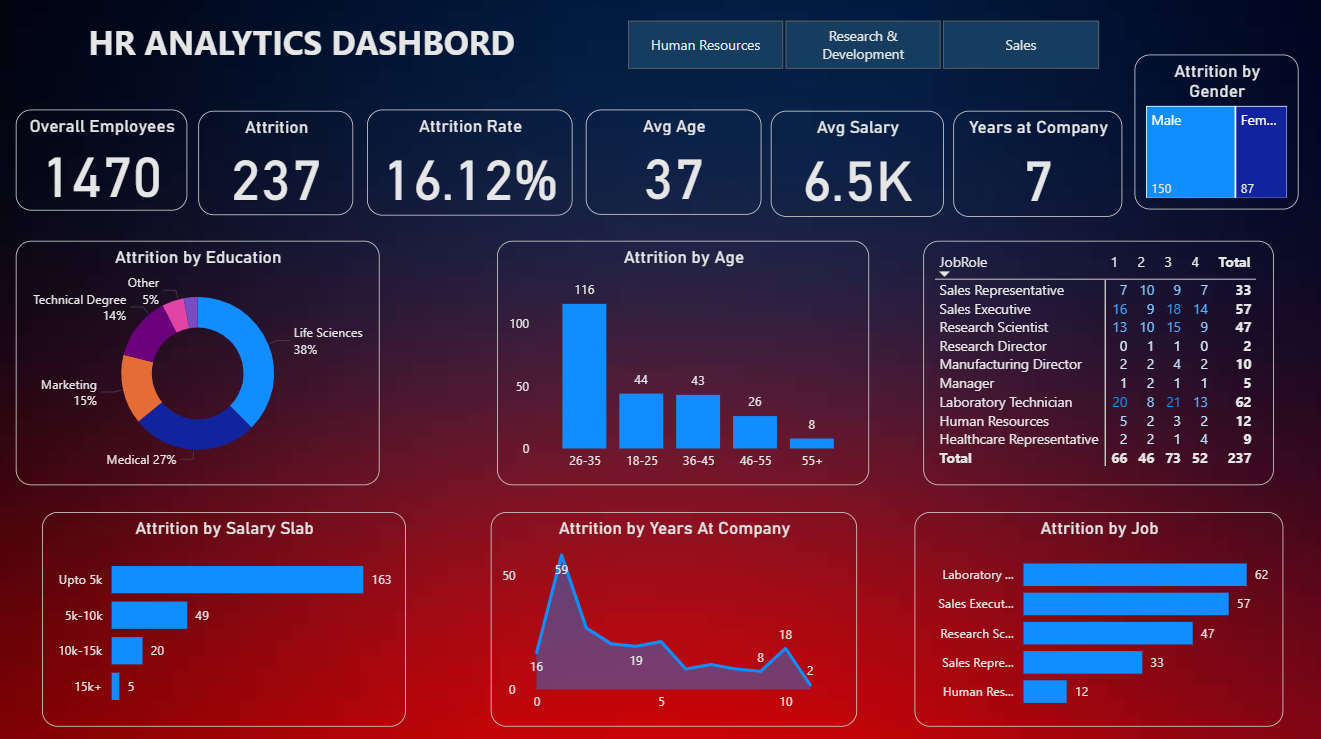 HR ANALYTICS DASHBORD
Human Resources
Research &
Development
Sales
Attrition by
Gender
Male
Fem...
150
87
Overall Employees
1470
Attrition
237
Attrition Rate
16.12%
Avg Age
37
Avg Salary
6.5K
Years at Company
7
Attrition by Education
Other
5%
Technical Degree
14%
Life Sciences
38%
Marketing
15%
Medical 27%
Attrition by Age
100
50
0
116
44
43
26
8
26-35
18-25
36-45
46-55
55+
JobRole 1 2 3 4 Total
Sales Representative 7 10 9 7 33
Sales Executive 16 9 18 14 57
Research Scientist 13 10 15 9 47
Research Director 0 1 1 0 2
Manufacturing Director 2 2 4 2 10
Manager 1 2 1 1 5
Laboratory Technician 20 8 21 13 62
Human Resources 5 2 3 2 12
Healthcare Representative 2 2 1 4 9
Total 66 46 73 52 237
Attrition by Salary Slab
Upto 5k 163
5k-10k 49
10k-15k 20
15k+ 5
Attrition by Years At Company
50
0
59
16
19
8
18
2
0 5 10
Attrition by Job
Laboratory ... 62
Sales Execut... 57
Research Sc... 47
Sales Repre... 33
Human Res... 12